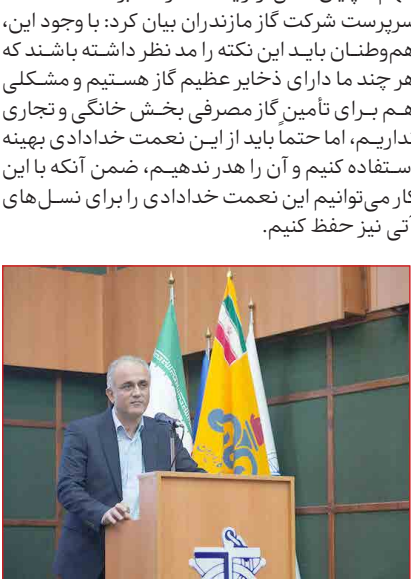 سرپرست شرکت گاز مازندران بیان کرد: با وجود این،
هم‌وطنان باید این نکته را مد نظر داشته باشند که
هر چند ما دارای ذخایر عظیم گاز هستیم و مشکلی
هم برای تأمین گاز مصرفی بخش خانگی و تجاری
نداریم، اما حتماً باید از این نعمت خدادادی بهینه
استفاده کنیم و آن را هدر ندهیم، ضمن آنکه با این
کار می‌توانیم این نعمت خدادادی را برای نسل‌های
آتی نیز حفظ کنیم.